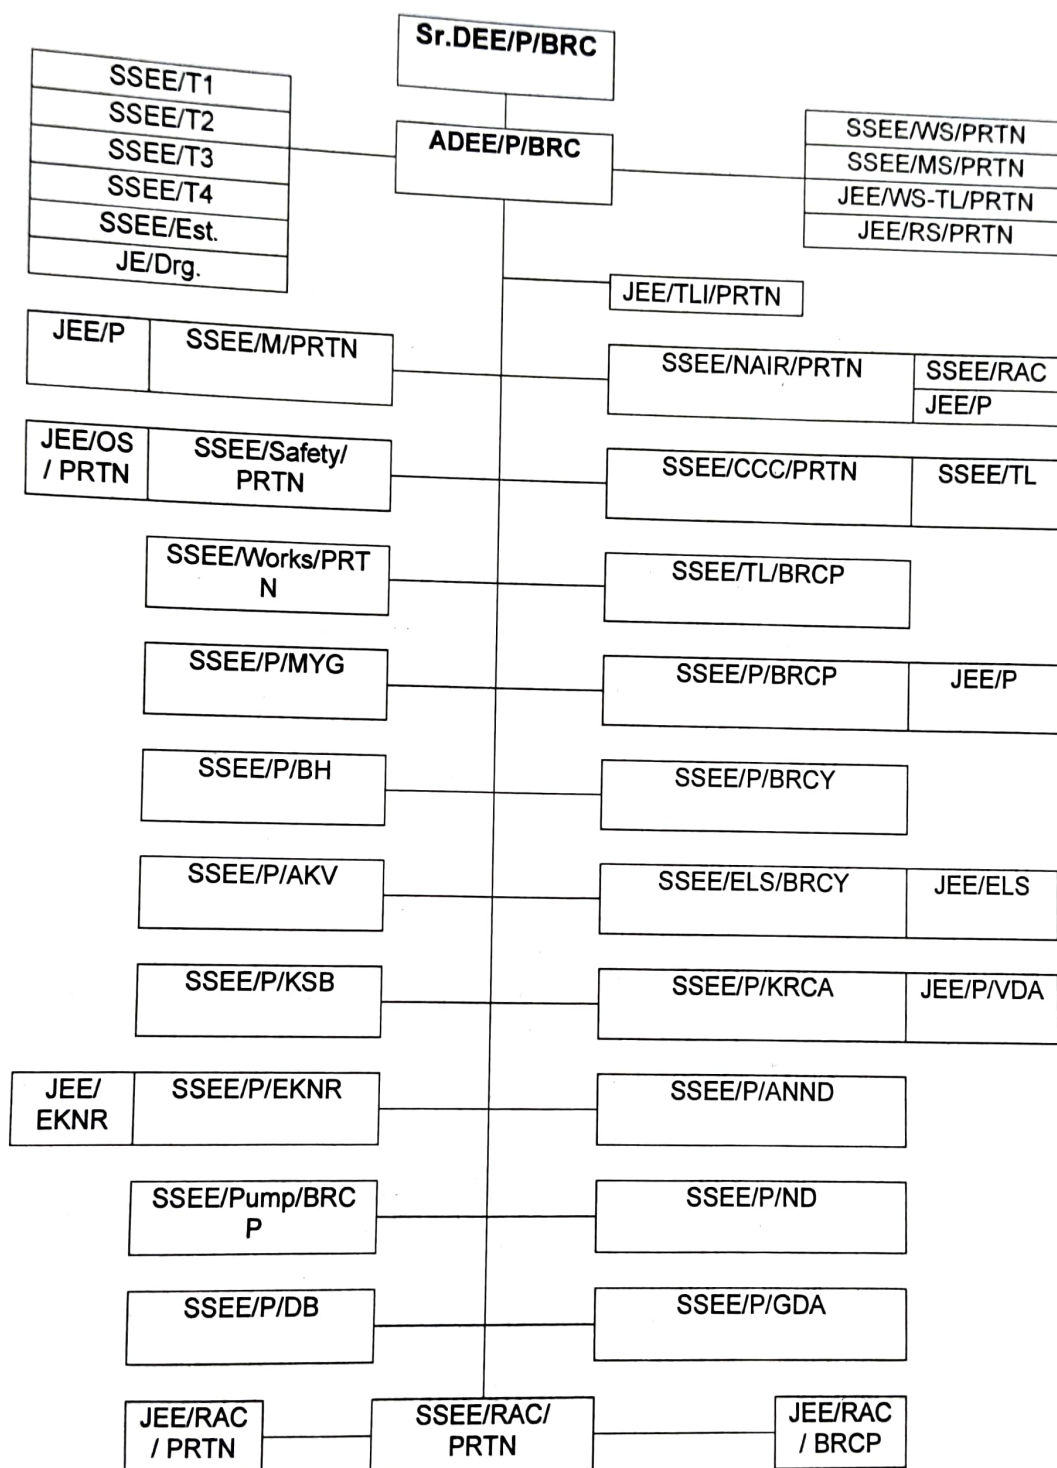 Sr.DEE/P/BRC
SSEE/T1
SSEE/T2
SSEE/T3
SSEE/T4
SSEE/Est.
JE/Drg.
ADEE/P/BRC
SSEE/WS/PRTN
SSEE/MS/PRTN
JEE/WS-TL/PRTN
JEE/RS/PRTN
JEE/TLI/PRTN
JEE/P
SSEE/M/PRTN
SSEE/NAIR/PRTN
SSEE/RAC
JEE/P
JEE/OS
/ PRTN
SSEE/Safety/
PRTN
SSEE/CCC/PRTN
SSEE/TL
SSEE/Works/PRT
N
SSEE/TL/BRCP
SSEE/P/MYG
SSEE/P/BRCP
JEE/P
SSEE/P/BH
SSEE/P/BRCY
SSEE/P/AKV
SSEE/ELS/BRCY
JEE/ELS
SSEE/P/KSB
SSEE/P/KRCA
JEE/P/VDA
JEE/
EKNR
SSEE/P/EKNR
SSEE/P/ANND
SSEE/Pump/BRC
P
SSEE/P/ND
SSEE/P/DB
SSEE/P/GDA
JEE/RAC
/ PRTN
SSEE/RAC/
PRTN
JEE/RAC
/ BRCP